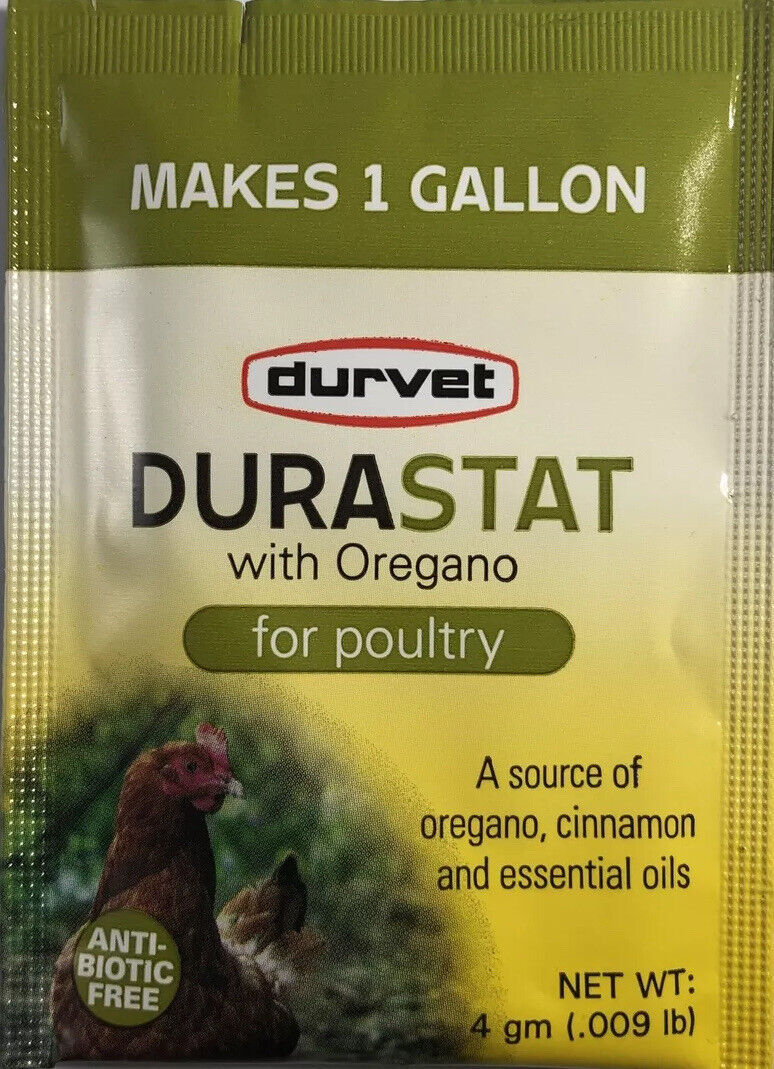 MAKES 1 GALLON
durvet
DURASTAT
with Oregano
for poultry
A source of
oregano, cinnamon
and essential oils
ANTI-
BIOTIC
FREE
NET WT:
4 gm (.009 lb)